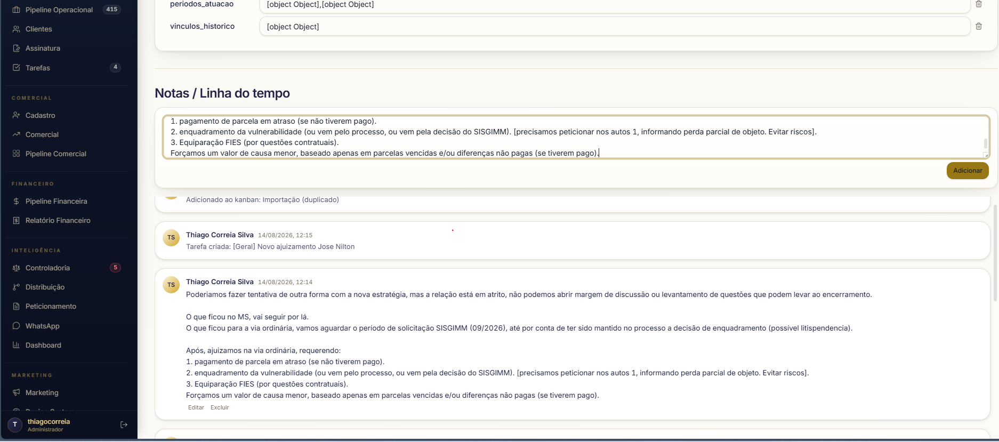 Pipeline Operacional 415
Clientes
Assinatura
Tarefas 4
COMERCIAL
Cadastro
Comercial
Pipeline Comercial
FINANCEIRO
Pipeline Financeira
Relatório Financeiro
INTELIGÊNCIA
Controladoria 5
Distribuição
Peticionamento
WhatsApp
Dashboard
MARKETING
Marketing
T
thiagocorreia
Administrador
periodos_atuacao [object Object],[object Object]
vinculos_historico [object Object]
Notas / Linha do tempo
1. pagamento de parcela em atraso (se não tiverem pago).
2. enquadramento da vulnerabilidade (ou vem pelo processo, ou vem pela decisão do SISGIMM). [precisamos peticionar nos autos 1, informando perda parcial de objeto. Evitar riscos].
3. Equiparação FIES (por questões contratuais).
Forçamos um valor de causa menor, baseado apenas em parcelas vencidas e/ou diferenças não pagas (se tiverem pago).
Adicionar
Adicionado ao kanban: Importação (duplicado)
TS
Thiago Correia Silva 14/08/2026, 12:15
Tarefa criada: [Geral] Novo ajuizamento Jose Nilton
TS
Thiago Correia Silva 14/08/2026, 12:14
Poderiamos fazer tentativa de outra forma com a nova estratégia, mas a relação está em atrito, não podemos abrir margem de discussão ou levantamento de questões que podem levar ao encerramento.
O que ficou no MS, vai seguir por lá.
O que ficou para a via ordinária, vamos aguardar o período de solicitação SISGIMM (09/2026), até por conta de ter sido mantido no processo a decisão de enquadramento (possível litispendencia).
Após, ajuizamos na via ordinária, requerendo:
1. pagamento de parcela em atraso (se não tiverem pago).
2. enquadramento da vulnerabilidade (ou vem pelo processo, ou vem pela decisão do SISGIMM). [precisamos peticionar nos autos 1, informando perda parcial de objeto. Evitar riscos].
3. Equiparação FIES (por questões contratuais).
Forçamos um valor de causa menor, baseado apenas em parcelas vencidas e/ou diferenças não pagas (se tiverem pago).
Editar Excluir